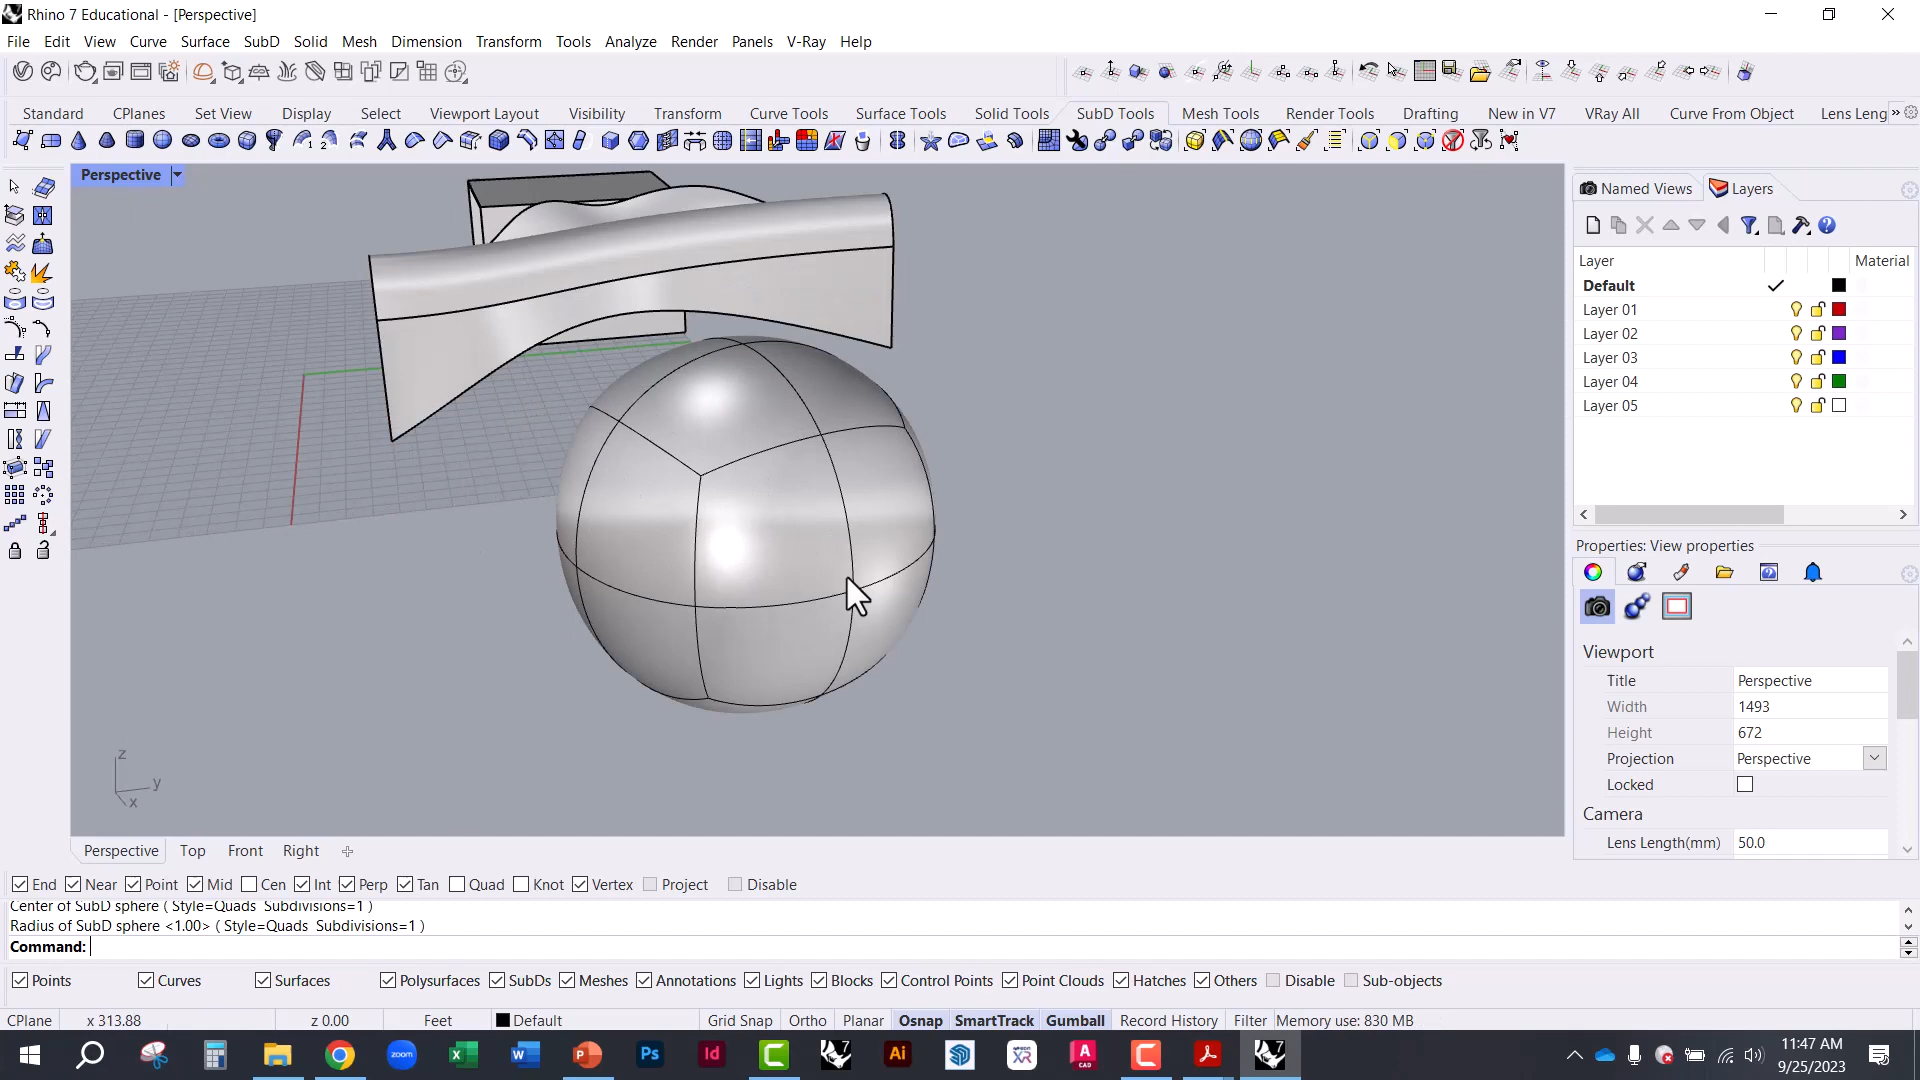 Rhino 7 Educational - [Perspective]
File Edit View Curve Surface SubD Solid Mesh Dimension Transform Tools Analyze Render Panels V-Ray Help
Standard CPlanes Set View Display Select Viewport Layout Visibility Transform Curve Tools Surface Tools Solid Tools SubD Tools Mesh Tools Render Tools Drafting New in V7 VRay All Curve From Object Lens Leng »
Perspective
Named Views Layers
Layer Material
Default
Layer 01
Layer 02
Layer 03
Layer 04
Layer 05
Properties: View properties
Viewport
Title Perspective
Width 1493
Height 672
Projection Perspective
Locked
Camera
Lens Length(mm) 50.0
z
y
x
Perspective Top Front Right
End Near Point Mid Cen Int Perp Tan Quad Knot Vertex Project Disable
Center of SubD sphere ( Style=Quads Subdivisions=1 )
Radius of SubD sphere <1.00> ( Style=Quads Subdivisions=1 )
Command:
Points Curves Surfaces Polysurfaces SubDs Meshes Annotations Lights Blocks Control Points Point Clouds Hatches Others Disable Sub-objects
CPlane x 313.88 z 0.00 Feet Default Grid Snap Ortho Planar Osnap SmartTrack Gumball Record History Filter Memory use: 830 MB
zoom Ps Id 7 Ai XR A CAD 7
11:47 AM
9/25/2023